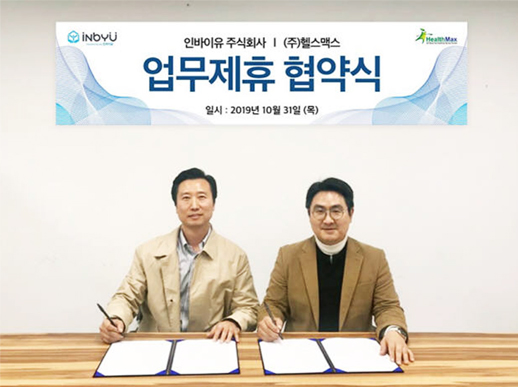 iNBYU
HealthMax
인바이유 주식회사 ㅣ (주)헬스맥스
업무제휴 협약식
일시 : 2019년 10월 31일 (목)